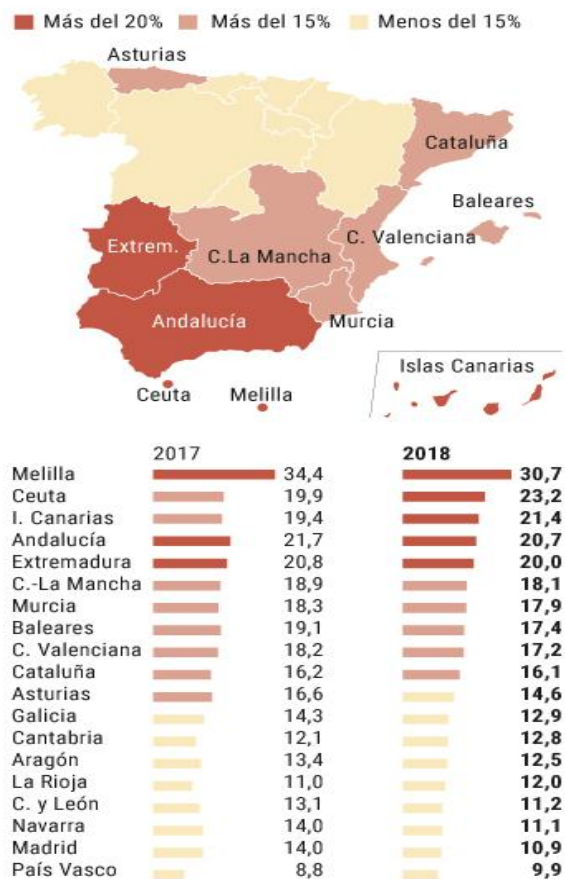 Más del 20% Más del 15% Menos del 15%
Asturias
Cataluña
Baleares
C. Valenciana
Extrem.
C.La Mancha
Andalucía
Murcia
Islas Canarias
Ceuta
Melilla
2017 2018
Melilla 34,4 30,7
Ceuta 19,9 23,2
I. Canarias 19,4 21,4
Andalucía 21,7 20,7
Extremadura 20,8 20,0
C.-La Mancha 18,9 18,1
Murcia 18,3 17,9
Baleares 19,1 17,4
C. Valenciana 18,2 17,2
Cataluña 16,2 16,1
Asturias 16,6 14,6
Galicia 14,3 12,9
Cantabria 12,1 12,8
Aragón 13,4 12,5
La Rioja 11,0 12,0
C. y León 13,1 11,2
Navarra 14,0 11,1
Madrid 14,0 10,9
País Vasco 8,8 9,9